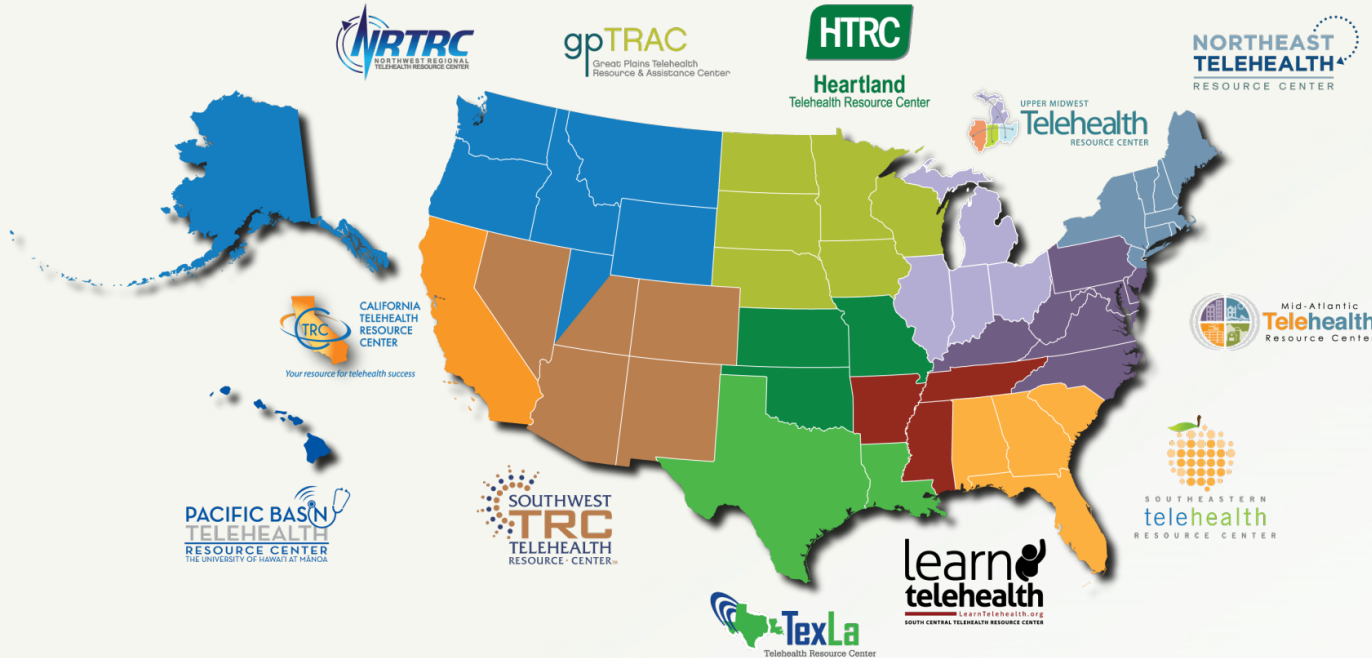 NRTRC
NORTHWEST REGIONAL
TELEHEALTH RESOURCE CENTER
gpTRAC
Great Plains Telehealth
Resource & Assistance Center
HTRC
Heartland
Telehealth Resource Center
NORTHEAST
TELEHEALTH
RESOURCE CENTER
UPPER MIDWEST
Telehealth
RESOURCE CENTER
TRC
CALIFORNIA
TELEHEALTH
RESOURCE
CENTER
Your resource for telehealth success
Mid-Atlantic
Telehealth
Resource Center
PACIFIC BASIN
TELEHEALTH
RESOURCE CENTER
THE UNIVERSITY OF HAWAI'I AT MĀNOA
SOUTHWEST
TRC
TELEHEALTH
RESOURCE · CENTER
SOUTHEASTERN
telehealth
RESOURCE CENTER
learn
telehealth
LearnTelehealth.org
SOUTH CENTRAL TELEHEALTH RESOURCE CENTER
TexLa
Telehealth Resource Center